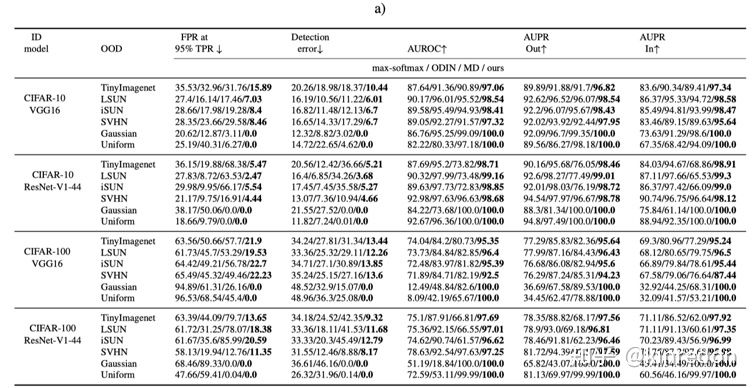 a)
ID model OOD FPR at 95% TPR ↓ Detection error↓ AUROC↑ AUPR Out↑ AUPR In↑
max-softmax / ODIN / MD / ours
CIFAR-10 VGG16
TinyImagenet 35.53/32.96/31.76/15.89 20.26/18.98/18.37/10.44 87.64/91.36/90.89/97.06 89.89/91.88/91.7/96.82 83.6/90.34/89.41/97.34
LSUN 27.4/16.14/17.46/7.03 16.19/10.56/11.22/6.01 90.17/96.01/95.52/98.54 92.62/96.52/96.07/98.54 86.37/95.33/94.72/98.58
iSUN 28.66/17.98/19.28/8.4 16.82/11.48/12.13/6.7 89.58/95.49/94.93/98.41 92.2/96.07/95.67/98.43 85.49/94.81/93.99/98.47
SVHN 28.35/23.66/29.58/8.46 16.65/14.33/17.29/6.7 89.05/92.27/91.57/97.32 92.02/93.92/92.44/97.95 83.46/89.15/89.63/95.64
Gaussian 20.62/12.87/3.11/0.0 12.32/8.82/3.02/0.0 86.76/95.25/99.09/100.0 92.09/96.7/99.35/100.0 73.63/91.29/98.6/100.0
Uniform 25.19/40.31/6.27/0.0 14.72/22.65/4.62/0.0 82.22/80.33/97.18/100.0 89.56/86.27/98.18/100.0 67.35/68.42/94.09/100.0
CIFAR-10 ResNet-V1-44
TinyImagenet 36.15/19.88/68.38/5.47 20.56/12.42/36.66/5.21 87.69/95.2/73.82/98.71 90.16/95.68/75.05/98.46 84.03/94.67/68.86/98.91
LSUN 27.83/8.72/63.53/2.47 16.4/6.85/34.26/3.68 90.32/97.99/73.48/99.16 92.6/98.27/77.49/99.01 87.11/97.66/65.53/99.3
iSUN 29.98/9.95/66.17/5.54 17.45/7.45/35.58/5.27 89.63/97.73/72.83/98.85 92.01/98.03/76.19/98.72 86.37/97.42/66.09/99.0
SVHN 21.17/9.75/16.91/4.44 13.07/7.36/10.94/4.66 92.98/97.63/96.63/98.68 94.54/97.97/96.67/98.78 90.74/96.75/96.64/98.12
Gaussian 38.17/50.06/0.0/0.0 21.55/27.52/0.0/0.0 84.22/73.68/100.0/100.0 88.3/81.34/100.0/100.0 75.84/61.14/100.0/100.0
Uniform 18.66/9.79/0.0/0.0 11.82/7.24/0.01/0.0 92.67/96.36/100.0/100.0 94.8/97.49/100.0/100.0 88.94/92.35/100.0/100.0
CIFAR-100 VGG16
TinyImagenet 63.56/50.66/57.7/21.9 34.24/27.81/31.34/13.44 74.04/84.2/80.73/95.35 77.29/85.83/82.36/95.64 69.3/80.96/77.29/95.24
LSUN 61.73/45.7/53.29/19.53 33.36/25.32/29.11/12.26 73.73/84.84/82.85/96.4 77.99/87.16/84.43/96.43 68.12/80.65/79.75/96.5
iSUN 64.42/49.21/56.78/22.7 34.71/27.1/30.89/13.85 72.48/83.97/81.82/95.39 76.68/86.08/82.94/95.6 66.89/79.84/78.61/95.44
SVHN 65.49/45.32/49.46/22.23 35.24/25.15/27.16/13.6 71.89/84.71/82.19/92.5 76.29/87.24/85.31/94.23 67.58/79.06/76.64/87.44
Gaussian 94.89/61.31/26.16/0.0 48.52/32.9/15.07/0.0 12.49/48.84/82.6/100.0 36.69/67.58/89.53/100.0 32.92/44.25/68.31/100.0
Uniform 96.53/68.54/45.4/0.0 48.96/36.3/25.08/0.0 8.09/42.19/65.67/100.0 34.45/62.47/78.88/100.0 32.09/41.57/53.21/100.0
CIFAR-100 ResNet-V1-44
TinyImagenet 63.39/44.09/79.7/13.65 34.18/24.52/42.35/9.32 75.1/87.91/66.81/97.69 78.35/88.82/68.17/97.56 71.11/86.52/62.0/97.92
LSUN 61.72/31.25/78.07/18.38 33.36/18.11/41.53/11.68 75.36/92.15/66.55/97.01 78.9/93.0/69.18/96.81 71.11/91.13/60.61/97.35
iSUN 61.67/35.6/85.99/20.59 33.33/20.3/45.49/12.79 74.62/90.74/61.57/96.62 78.46/91.81/62.23/96.46 70.23/89.43/56.9/96.99
SVHN 58.13/19.94/12.76/11.35 31.55/12.46/8.88/8.17 78.63/92.54/97.63/97.25
Gaussian 68.46/89.33/0.0/0.0 36.61/46.16/0.0/0.0
Uniform 47.66/59.41/0.04/0.0 26.32/31.96/0.14/0.0 72.59/53.11/99.99/100.0 81.13/69.97/99.99/100.0 60.56/46.16/99.97/100.0